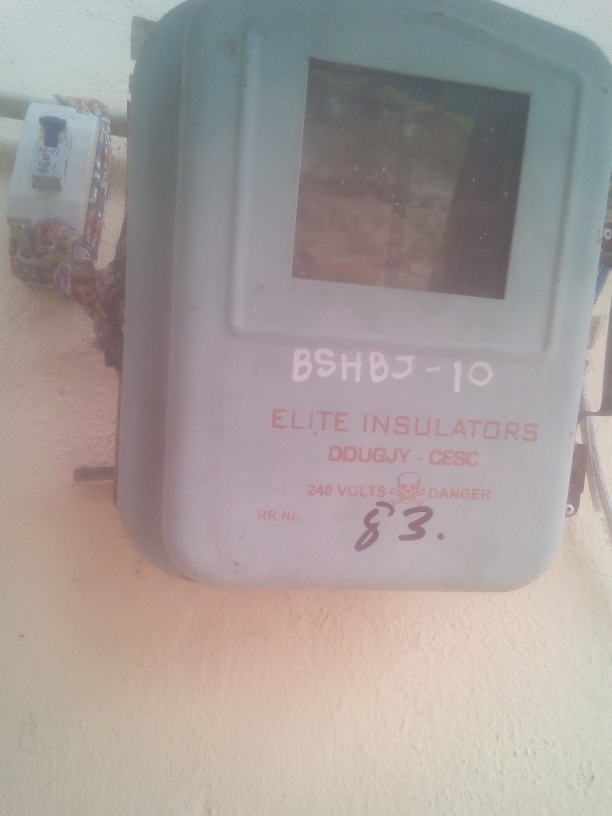 BSHBJ-10
ELITE INSULATORS
DDUGJY - CESC
240 VOLTS DANGER
RR No.
83.